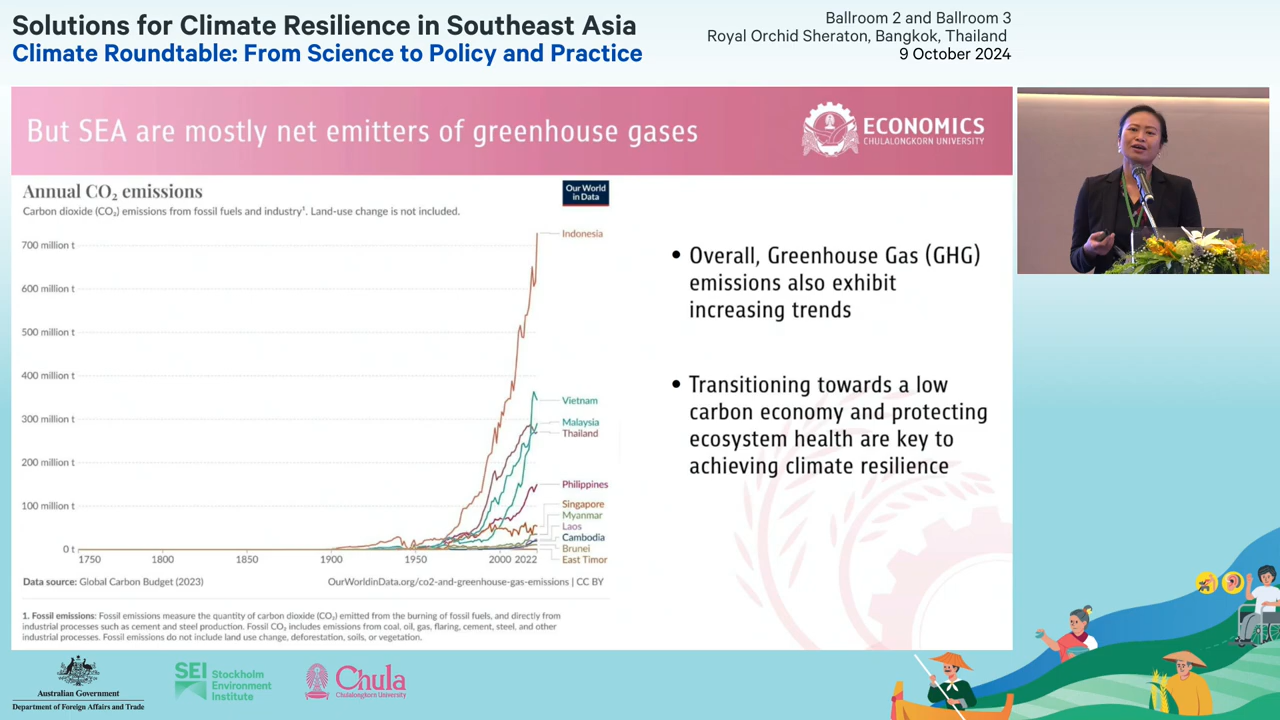 Solutions for Climate Resilience in Southeast Asia
Climate Roundtable: From Science to Policy and Practice
Ballroom 2 and Ballroom 3
Royal Orchid Sheraton, Bangkok, Thailand
9 October 2024
But SEA are mostly net emitters of greenhouse gases
ECONOMICS
CHULALONGKORN UNIVERSITY
Annual CO₂ emissions
Carbon dioxide (CO₂) emissions from fossil fuels and industry¹. Land-use change is not included.
Our World
in Data
700 million t
600 million t
500 million t
400 million t
300 million t
200 million t
100 million t
0 t
1750
1800
1850
1900
1950
2000
2022
Indonesia
Vietnam
Malaysia
Thailand
Philippines
Singapore
Myanmar
Laos
Cambodia
Brunei
East Timor
Data source: Global Carbon Budget (2023)
OurWorldinData.org/co2-and-greenhouse-gas-emissions | CC BY
1. Fossil emissions: Fossil emissions measure the quantity of carbon dioxide (CO₂) emitted from the burning of fossil fuels, and directly from
industrial processes such as cement and steel production. Fossil CO₂ includes emissions from coal, oil, gas, flaring, cement, steel, and other
industrial processes. Fossil emissions do not include land use change, deforestation, soils, or vegetation.
• Overall, Greenhouse Gas (GHG)
emissions also exhibit
increasing trends
• Transitioning towards a low
carbon economy and protecting
ecosystem health are key to
achieving climate resilience
Australian Government
Department of Foreign Affairs and Trade
SEI
Stockholm
Environment
Institute
Chula
Chulalongkorn University